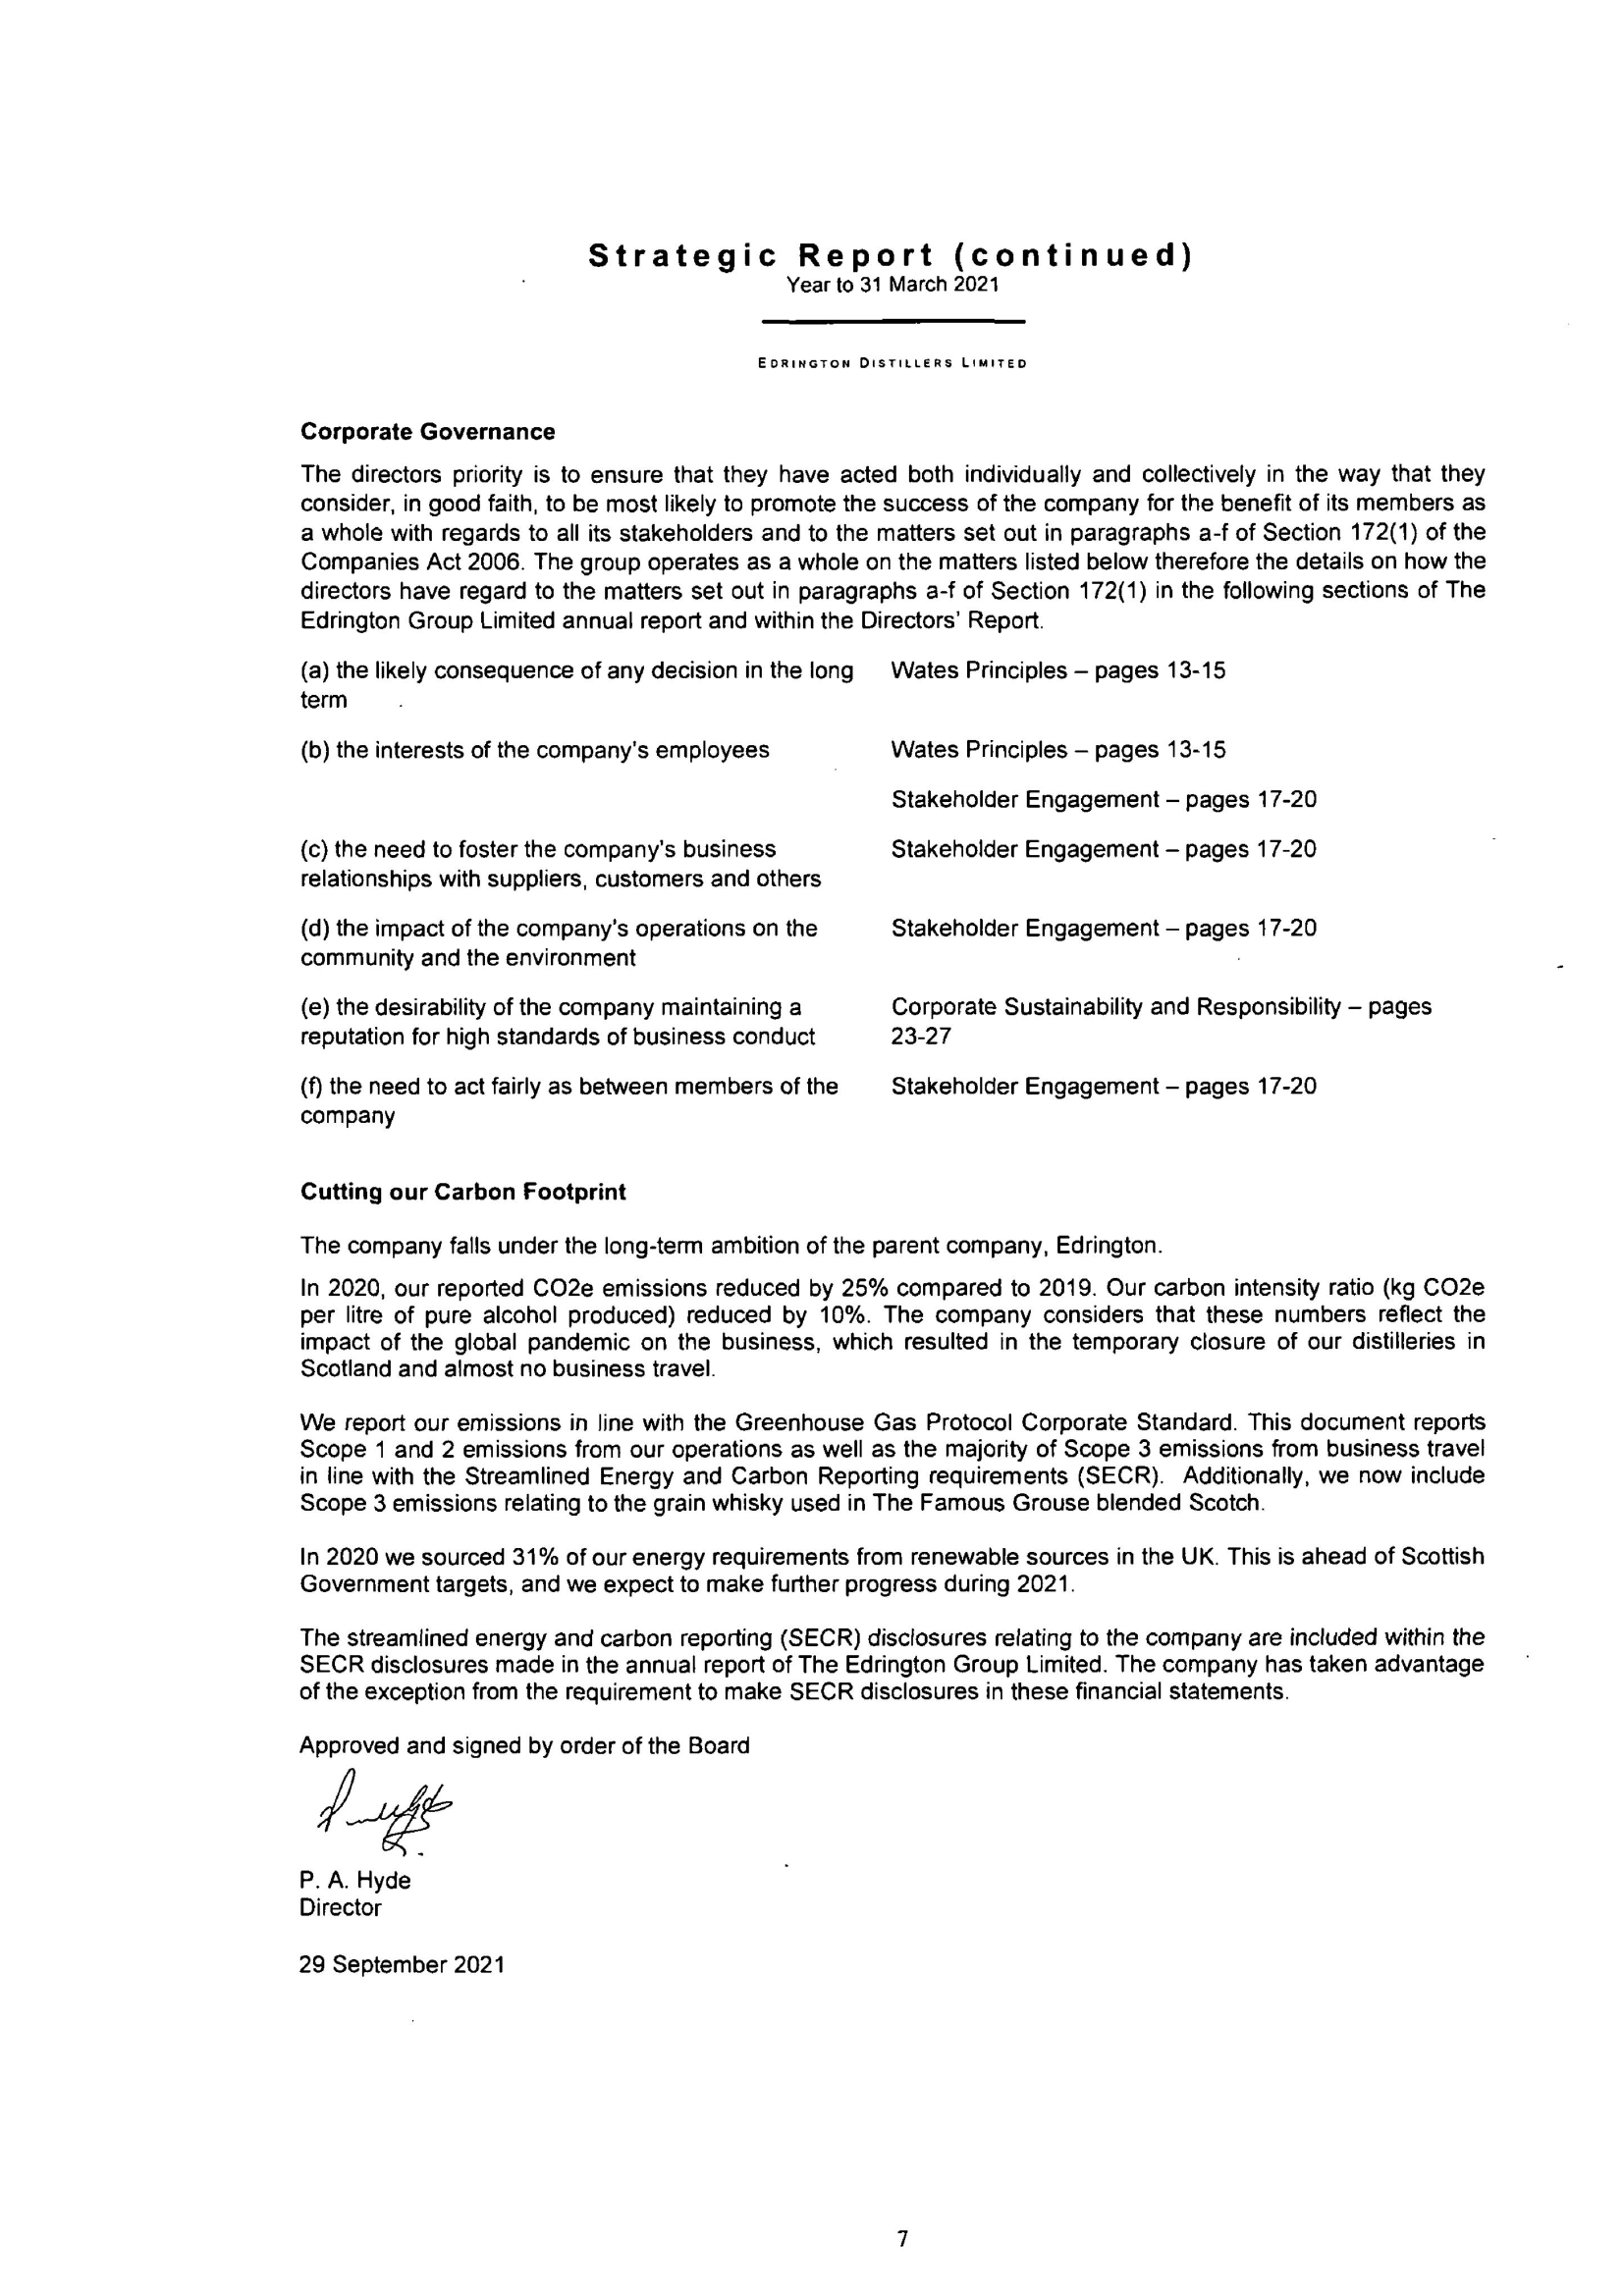 Strategic Report (continued)
Year to 31 March 2021
EDRINGTON DISTILLERS LIMITED
Corporate Governance
The directors priority is to ensure that they have acted both individually and collectively in the way that they
consider, in good faith, to be most likely to promote the success of the company for the benefit of its members as
a whole with regards to all its stakeholders and to the matters set out in paragraphs a-f of Section 172(1) of the
Companies Act 2006. The group operates as a whole on the matters listed below therefore the details on how the
directors have regard to the matters set out in paragraphs a-f of Section 172(1) in the following sections of The
Edrington Group Limited annual report and within the Directors' Report.
(a) the likely consequence of any decision in the long Wates Principles – pages 13-15
term
(b) the interests of the company's employees Wates Principles – pages 13-15
Stakeholder Engagement – pages 17-20
(c) the need to foster the company's business Stakeholder Engagement – pages 17-20
relationships with suppliers, customers and others
(d) the impact of the company's operations on the Stakeholder Engagement – pages 17-20
community and the environment
(e) the desirability of the company maintaining a Corporate Sustainability and Responsibility – pages
reputation for high standards of business conduct 23-27
(f) the need to act fairly as between members of the Stakeholder Engagement – pages 17-20
company
Cutting our Carbon Footprint
The company falls under the long-term ambition of the parent company, Edrington.
In 2020, our reported CO2e emissions reduced by 25% compared to 2019. Our carbon intensity ratio (kg CO2e
per litre of pure alcohol produced) reduced by 10%. The company considers that these numbers reflect the
impact of the global pandemic on the business, which resulted in the temporary closure of our distilleries in
Scotland and almost no business travel.
We report our emissions in line with the Greenhouse Gas Protocol Corporate Standard. This document reports
Scope 1 and 2 emissions from our operations as well as the majority of Scope 3 emissions from business travel
in line with the Streamlined Energy and Carbon Reporting requirements (SECR). Additionally, we now include
Scope 3 emissions relating to the grain whisky used in The Famous Grouse blended Scotch.
In 2020 we sourced 31% of our energy requirements from renewable sources in the UK. This is ahead of Scottish
Government targets, and we expect to make further progress during 2021.
The streamlined energy and carbon reporting (SECR) disclosures relating to the company are included within the
SECR disclosures made in the annual report of The Edrington Group Limited. The company has taken advantage
of the exception from the requirement to make SECR disclosures in these financial statements.
Approved and signed by order of the Board
P. A. Hyde
Director
29 September 2021
7